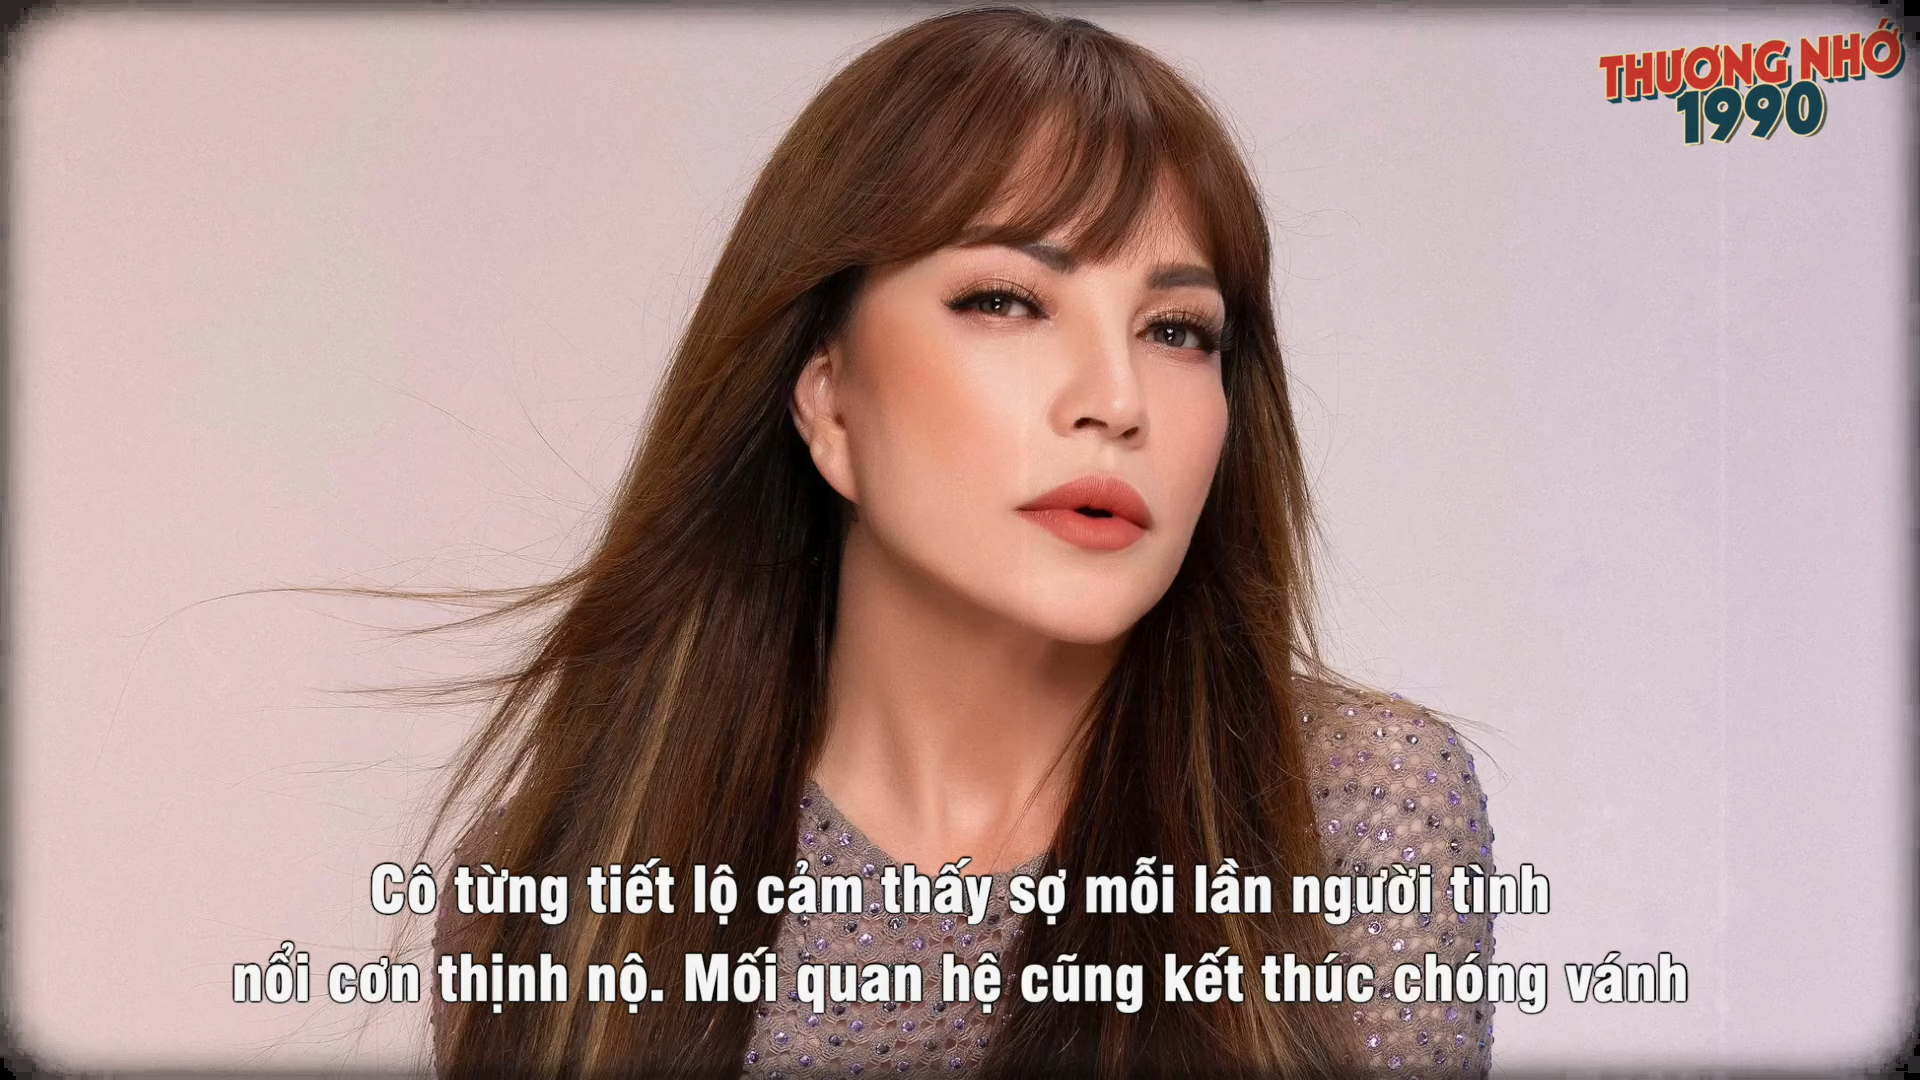 THƯƠNG NHỚ
1990
Cô từng tiết lộ cảm thấy sợ mỗi lần người tình
nổi cơn thịnh nộ. Mối quan hệ cũng kết thúc chóng vánh